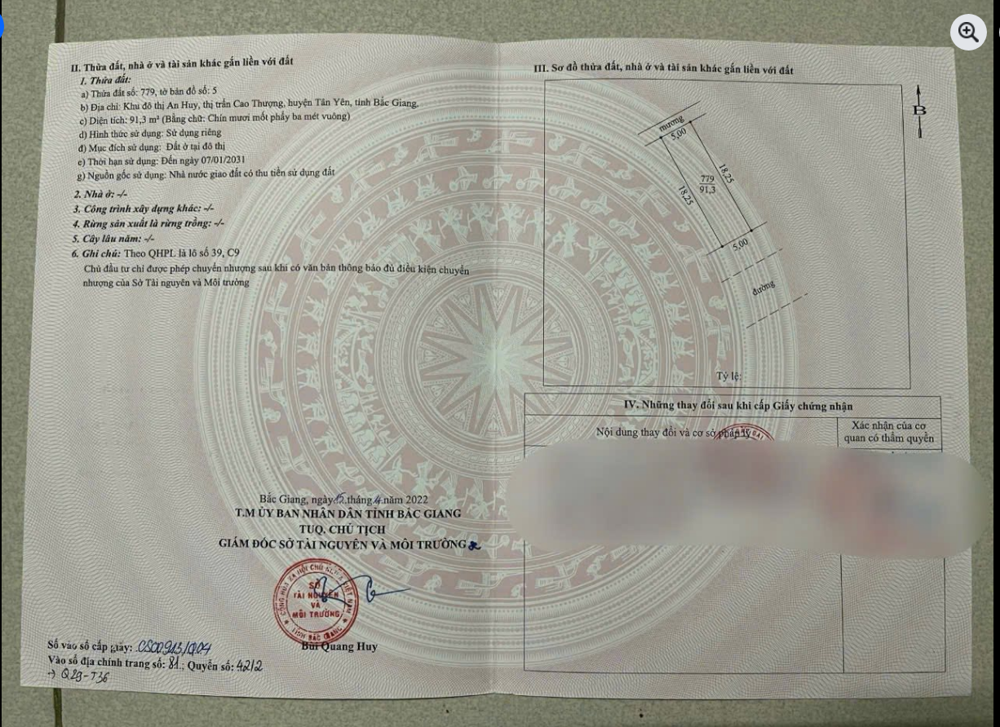 II. Thửa đất, nhà ở và tài sản khác gắn liền với đất
1. Thửa đất:
a) Thửa đất số: 779, tờ bản đồ số: 5
b) Địa chỉ: Khu đô thị An Huy, thị trấn Cao Thượng, huyện Tân Yên, tỉnh Bắc Giang.
c) Diện tích: 91,3 m² (Bằng chữ: Chín mươi mốt phẩy ba mét vuông)
d) Hình thức sử dụng: Sử dụng riêng
đ) Mục đích sử dụng: Đất ở tại đô thị
e) Thời hạn sử dụng: Đến ngày 07/01/2031
g) Nguồn gốc sử dụng: Nhà nước giao đất có thu tiền sử dụng đất
2. Nhà ở: -/-
3. Công trình xây dựng khác: -/-
4. Rừng sản xuất là rừng trồng: -/-
5. Cây lâu năm: -/-
6. Ghi chú: Theo QHPL là lô số 39, C9
Chủ đầu tư chỉ được phép chuyển nhượng sau khi có văn bản thông báo đủ điều kiện chuyển
nhượng của Sở Tài nguyên và Môi trường
Bắc Giang, ngày 15 tháng 4 năm 2022
T.M ỦY BAN NHÂN DÂN TỈNH BẮC GIANG
TUQ. CHỦ TỊCH
GIÁM ĐỐC SỞ TÀI NGUYÊN VÀ MÔI TRƯỜNG
SỞ
TÀI NGUYÊN
VÀ
MÔI TRƯỜNG
TỈNH BẮC GIANG
Bùi Quang Huy
Số vào sổ cấp giấy: CS00913/QĐ4
Vào sổ địa chính trang số: 81; Quyển số: 42/2
→ Q29-T36
III. Sơ đồ thửa đất, nhà ở và tài sản khác gắn liền với đất
B
mương
5,00
18,25
779
91,3
18,25
5,00
đường
Tỷ lệ:
IV. Những thay đổi sau khi cấp Giấy chứng nhận
Nội dung thay đổi và cơ sở pháp lý
Xác nhận của cơ
quan có thẩm quyền